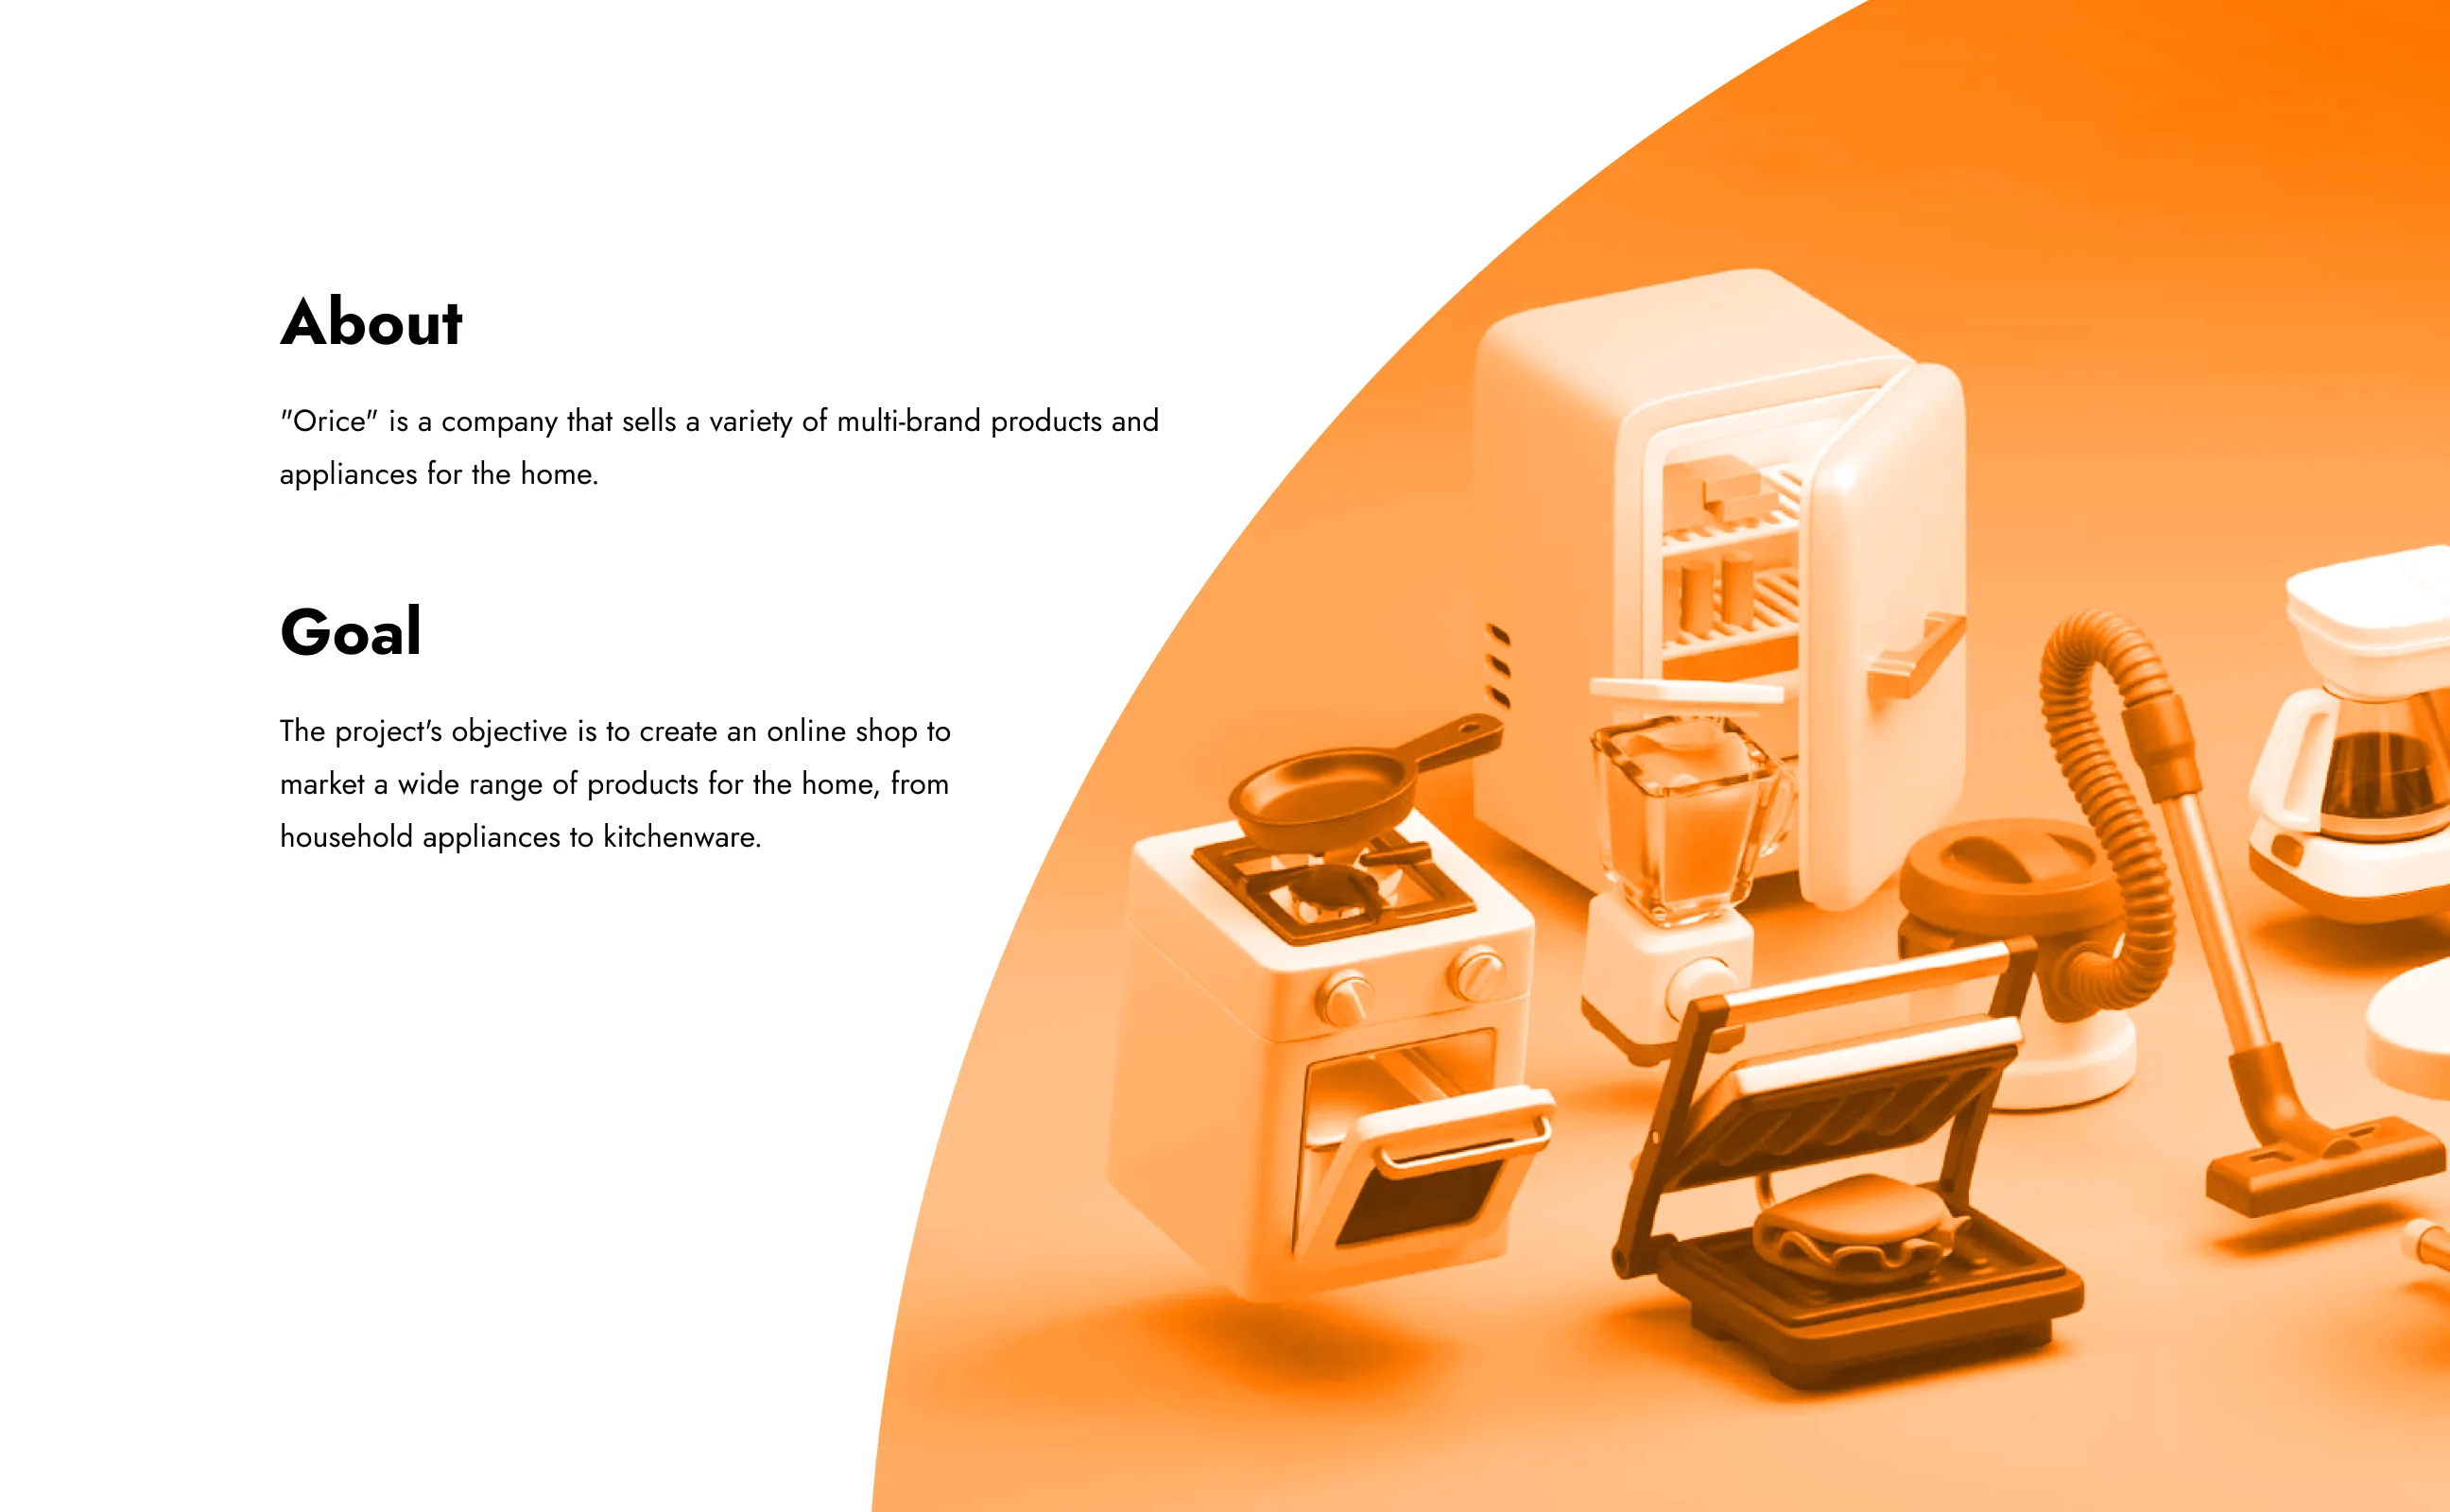 About
"Orice" is a company that sells a variety of multi-brand products and
appliances for the home.
Goal
The project's objective is to create an online shop to
market a wide range of products for the home, from
household appliances to kitchenware.